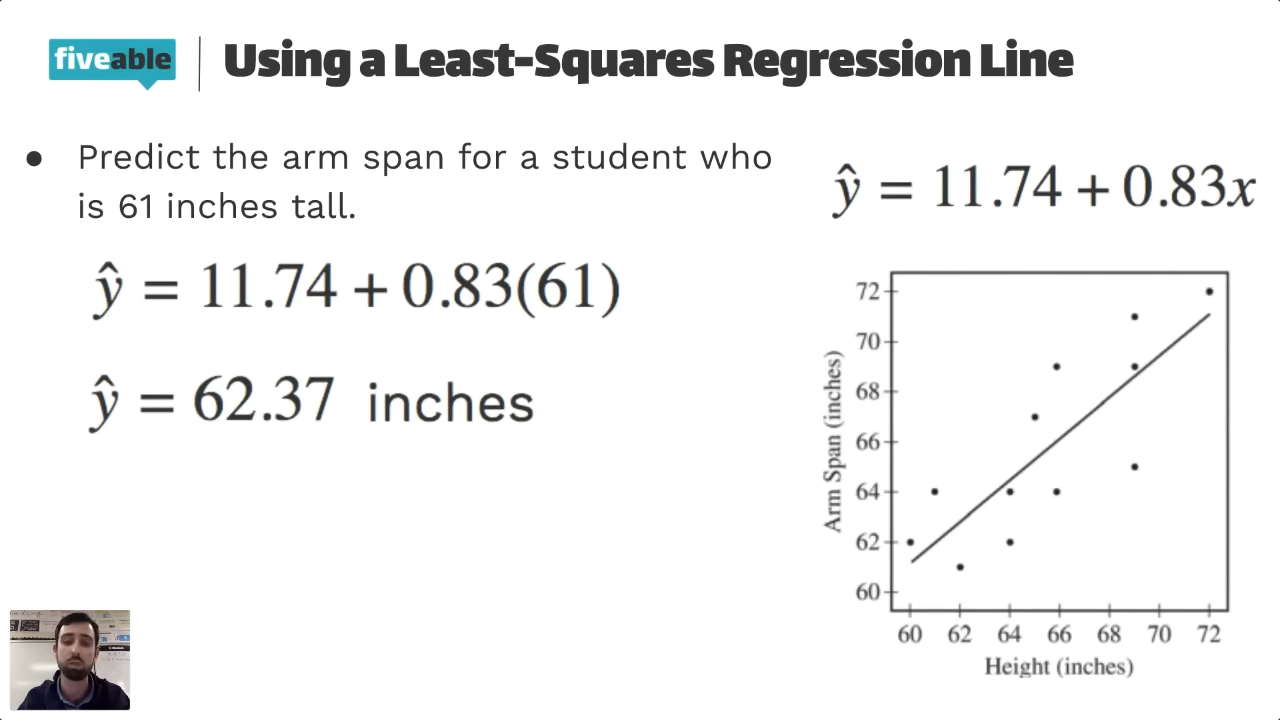 fiveable
Using a Least-Squares Regression Line
● Predict the arm span for a student who
is 61 inches tall.
ŷ = 11.74 + 0.83(61)
ŷ = 62.37 inches
ŷ = 11.74 + 0.83x
72
70
68
66
64
62
60
Arm Span (inches)
60 62 64 66 68 70 72
Height (inches)